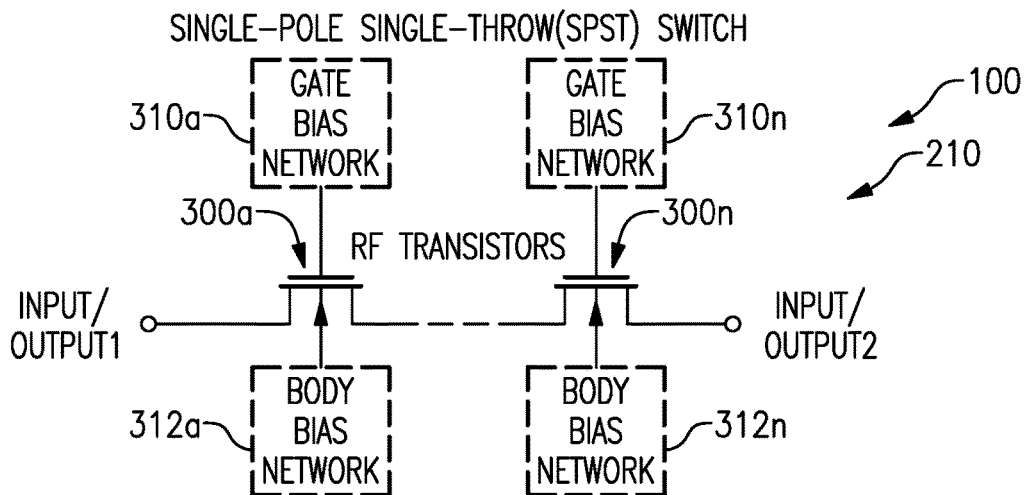 SINGLE-POLE SINGLE-THROW(SPST) SWITCH
GATE
BIAS
NETWORK
310a
GATE
BIAS
NETWORK
310n
100
210
300a
RF TRANSISTORS
300n
INPUT/
OUTPUT1
INPUT/
OUTPUT2
BODY
BIAS
NETWORK
312a
BODY
BIAS
NETWORK
312n